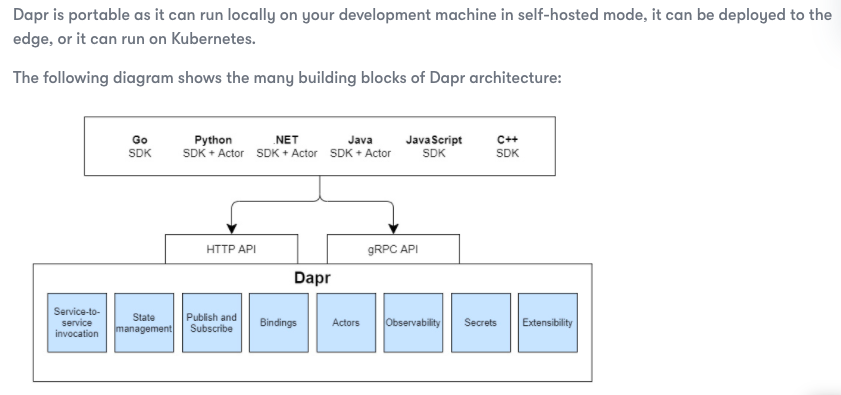 Dapr is portable as it can run locally on your development machine in self-hosted mode, it can be deployed to the
edge, or it can run on Kubernetes.
The following diagram shows the many building blocks of Dapr architecture:
Go Python .NET Java JavaScript C++
SDK SDK + Actor SDK + Actor SDK + Actor SDK SDK
HTTP API gRPC API
Dapr
Service-to-
service
invocation
State
management
Publish and
Subscribe
Bindings
Actors
Observability
Secrets
Extensibility